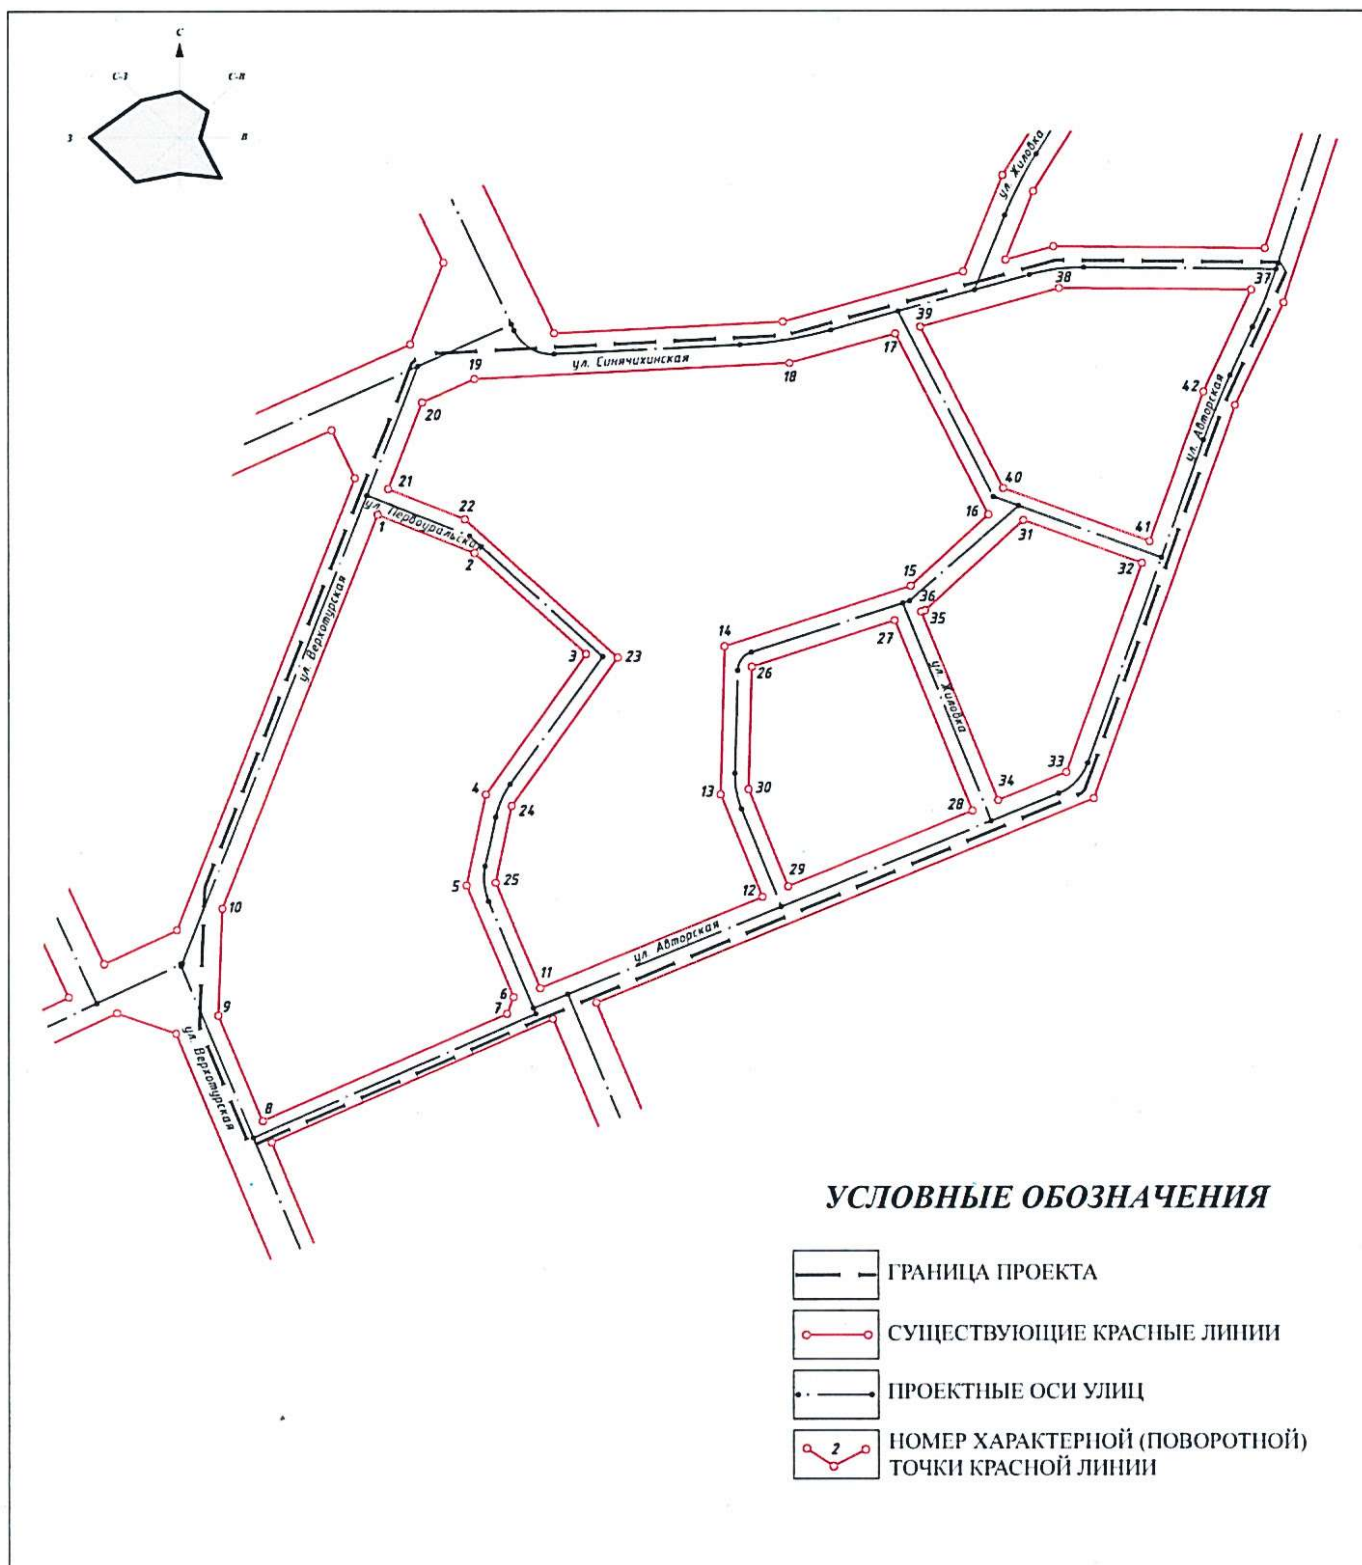 С
С-З
С-В
З
В
ул. Жиловка
38
37
39
17
19
ул. Синячихинская
18
20
42
ул. Авторская
21
22
40
ул. Первоуральская
1
16
31
41
2
32
15
36
35
ул. Верхотурская
14
27
3
23
26
ул. Жиловка
33
4
13
30
34
24
28
5
25
12
29
10
ул. Авторская
11
6
7
9
ул. Верхотурская
8
УСЛОВНЫЕ ОБОЗНАЧЕНИЯ
ГРАНИЦА ПРОЕКТА
СУЩЕСТВУЮЩИЕ КРАСНЫЕ ЛИНИИ
ПРОЕКТНЫЕ ОСИ УЛИЦ
2
НОМЕР ХАРАКТЕРНОЙ (ПОВОРОТНОЙ)
ТОЧКИ КРАСНОЙ ЛИНИИ